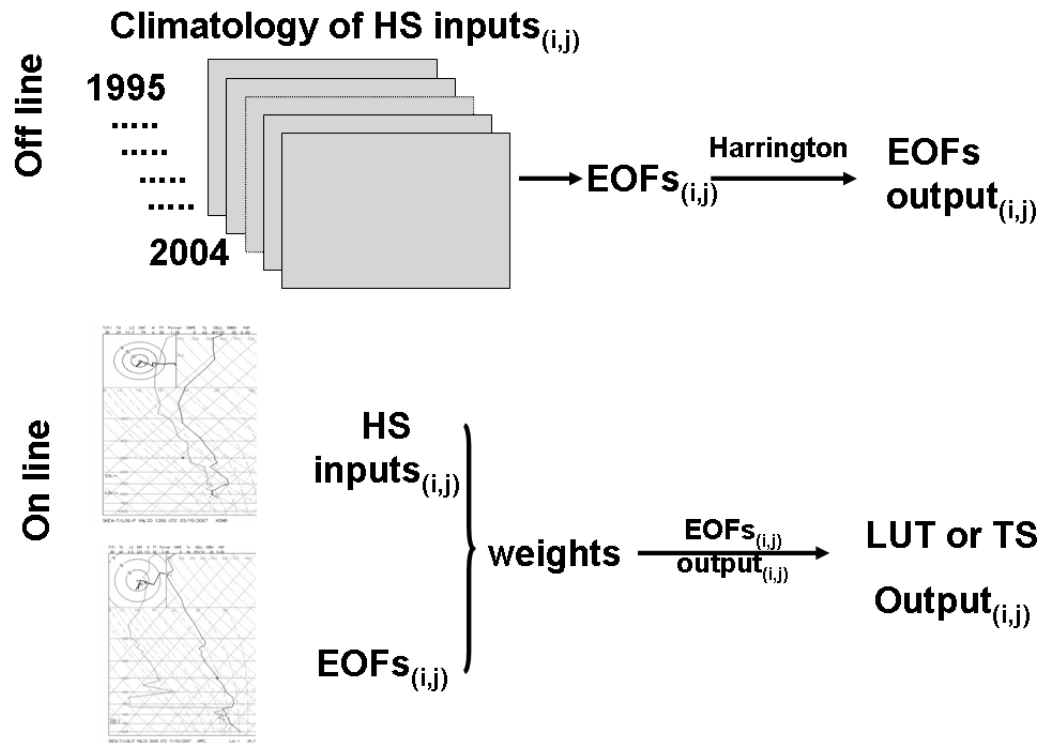 Climatology of HS inputs(i,j)
Off line
1995
.....
.....
.....
.....
2004
EOFs(i,j)
Harrington
EOFs
output(i,j)
On line
HS
inputs(i,j)
EOFs(i,j)
weights
EOFs(i,j)
output(i,j)
LUT or TS
Output(i,j)